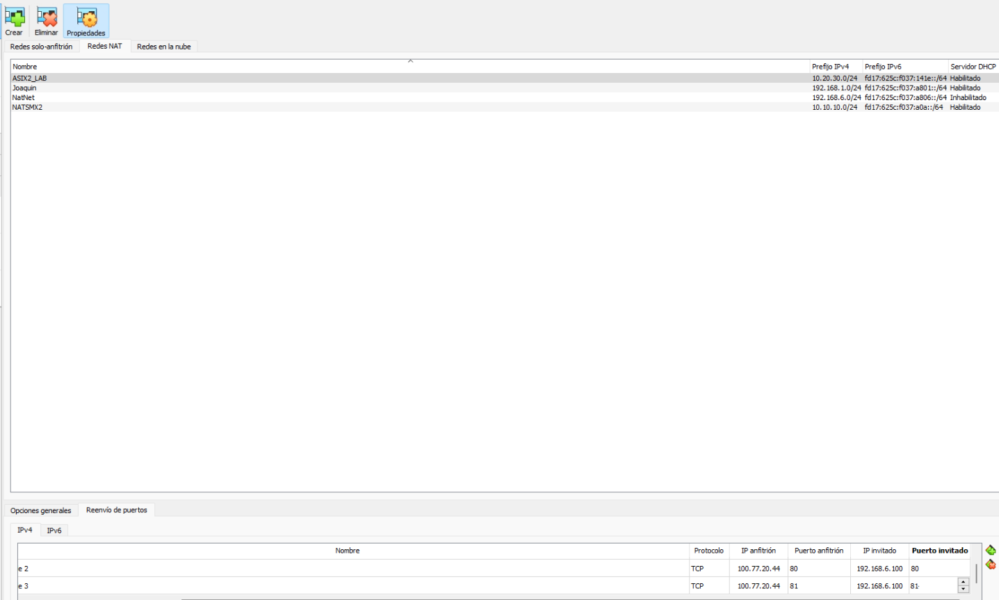 Crear Eliminar Propiedades
Redes solo-anfitrión Redes NAT Redes en la nube
Nombre Prefijo IPv4 Prefijo IPv6 Servidor DHCP
ASIX2_LAB 10.20.30.0/24 fd17:625c:f037:141e::/64 Habilitado
Joaquin 192.168.1.0/24 fd17:625c:f037:a801::/64 Habilitado
NatNet 192.168.6.0/24 fd17:625c:f037:a806::/64 Inhabilitado
NATSMX2 10.10.10.0/24 fd17:625c:f037:a0a::/64 Habilitado
Opciones generales Reenvío de puertos
IPv4 IPv6
Nombre Protocolo IP anfitrión Puerto anfitrión IP invitado Puerto invitado
e 2 TCP 100.77.20.44 80 192.168.6.100 80
e 3 TCP 100.77.20.44 81 192.168.6.100 81